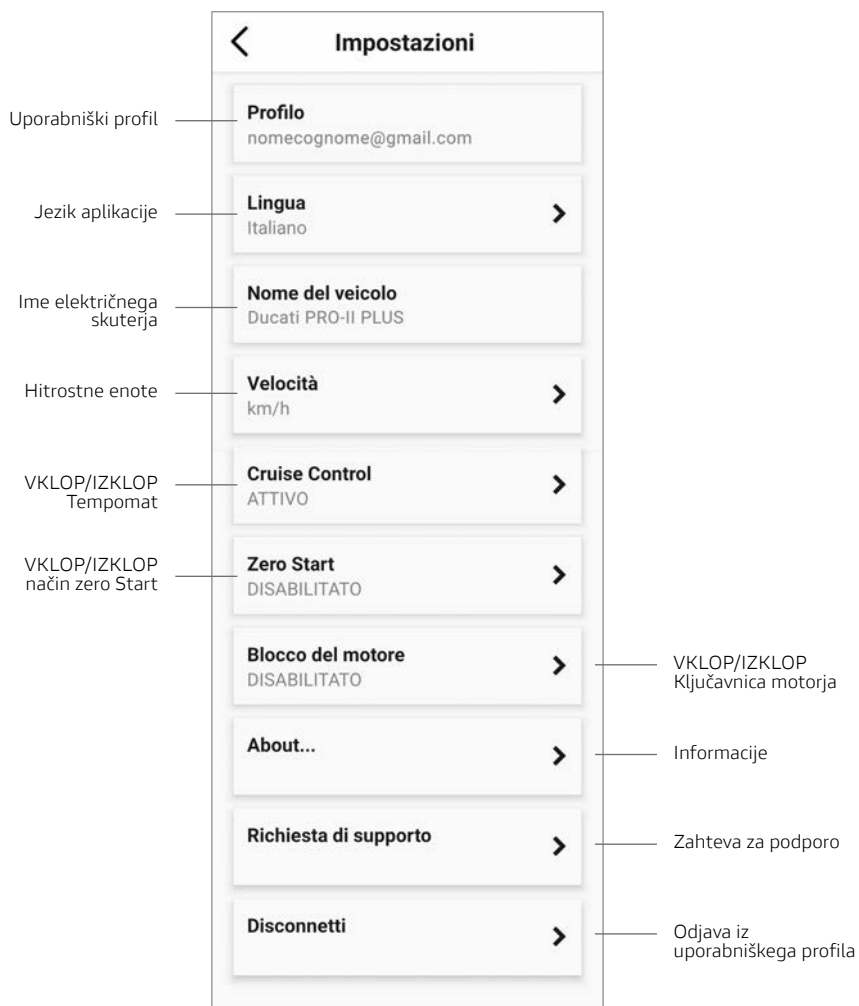 Impostazioni
Uporabniški profil
Profilo
nomecognome@gmail.com
Jezik aplikacije
Lingua
Italiano
Ime električnega
skuterja
Nome del veicolo
Ducati PRO-II PLUS
Hitrostne enote
Velocità
km/h
VKLOP/IZKLOP
Tempomat
Cruise Control
ATTIVO
VKLOP/IZKLOP
način zero Start
Zero Start
DISABILITATO
Blocco del motore
DISABILITATO
VKLOP/IZKLOP
Ključavnica motorja
About...
Informacije
Richiesta di supporto
Zahteva za podporo
Disconnetti
Odjava iz
uporabniškega profila